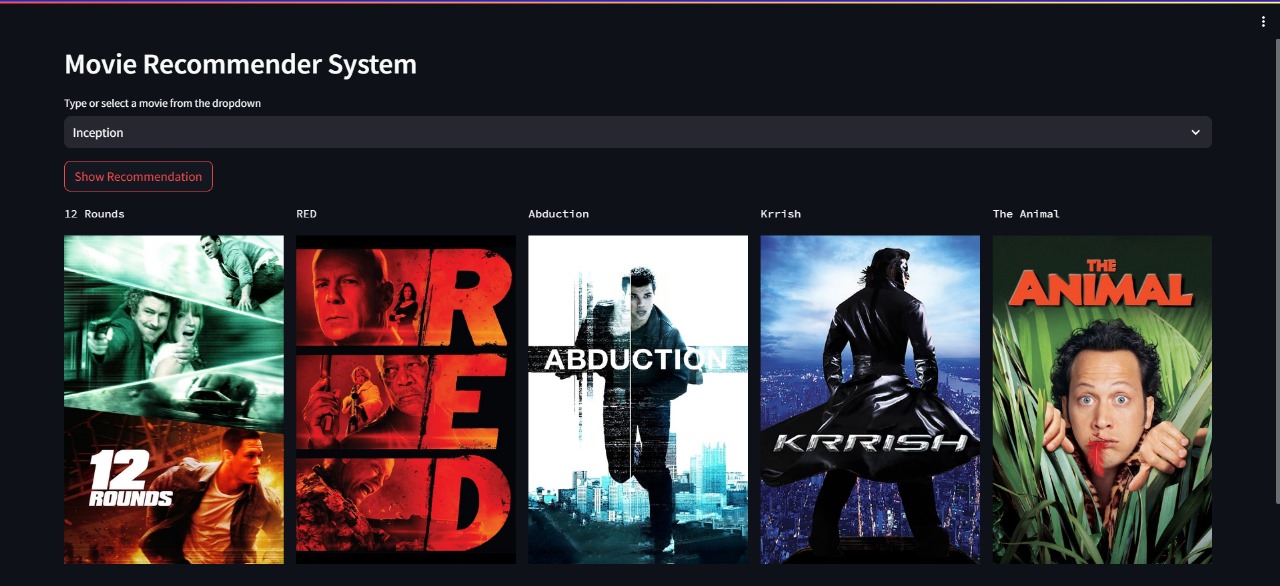 Movie Recommender System
Type or select a movie from the dropdown
Inception
Show Recommendation
12 Rounds
RED
Abduction
Krrish
The Animal
12
ROUNDS
R
E
D
ABDUCTION
KRRISH
THE
ANIMAL